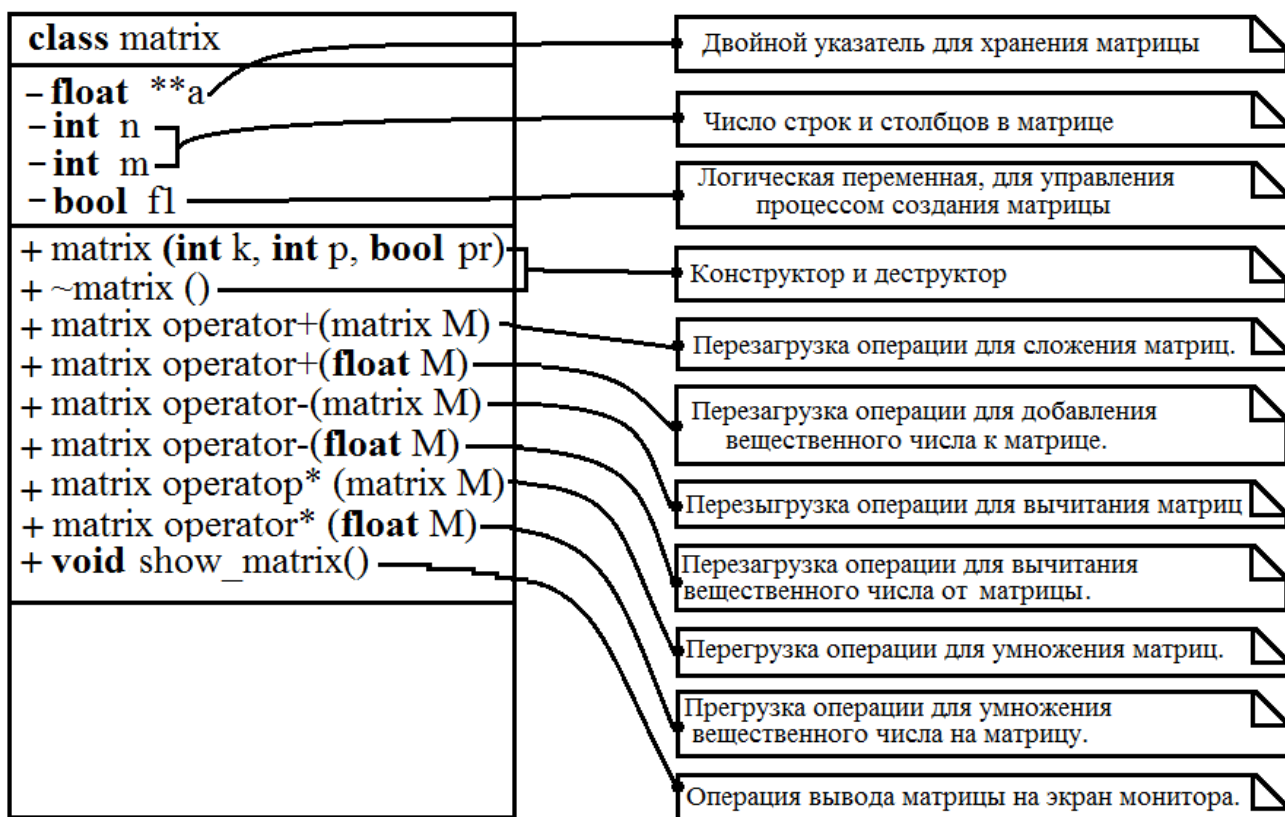 class matrix
– float **a
– int n
– int m
– bool fl
+ matrix (int k, int p, bool pr)
+ ~matrix ()
+ matrix operator+(matrix M)
+ matrix operator+(float M)
+ matrix operator-(matrix M)
+ matrix operator-(float M)
+ matrix operatop* (matrix M)
+ matrix operator* (float M)
+ void show_matrix()
Двойной указатель для хранения матрицы
Число строк и столбцов в матрице
Логическая переменная, для управления
процессом создания матрицы
Конструктор и деструктор
Перезагрузка операции для сложения матриц.
Перезагрузка операции для добавления
вещественного числа к матрице.
Перезыгрузка операции для вычитания матриц
Перезагрузка операции для вычитания
вещественного числа от матрицы.
Перегрузка операции для умножения матриц.
Прегрузка операции для умножения
вещественного числа на матрицу.
Операция вывода матрицы на экран монитора.